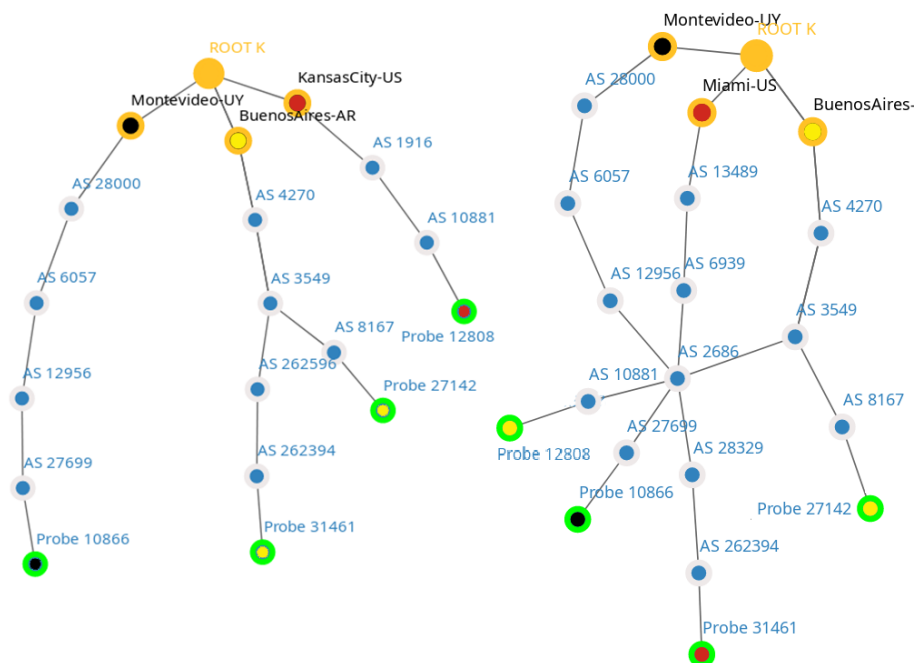 ROOT K
KansasCity-US
Montevideo-UY
BuenosAires-AR
AS 1916
AS 28000
AS 4270
AS 10881
AS 6057
AS 3549
AS 8167
Probe 12808
AS 262596
AS 12956
Probe 27142
AS 262394
AS 27699
Probe 31461
Probe 10866
Montevideo-UY
ROOT K
AS 28000
Miami-US
BuenosAires-
AS 6057
AS 13489
AS 4270
AS 12956
AS 6939
AS 3549
AS 2686
AS 10881
AS 8167
AS 27699
Probe 12808
AS 28329
Probe 10866
Probe 27142
AS 262394
Probe 31461